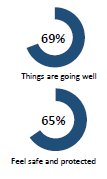 69%
Things are going well
65%
Feel safe and protected